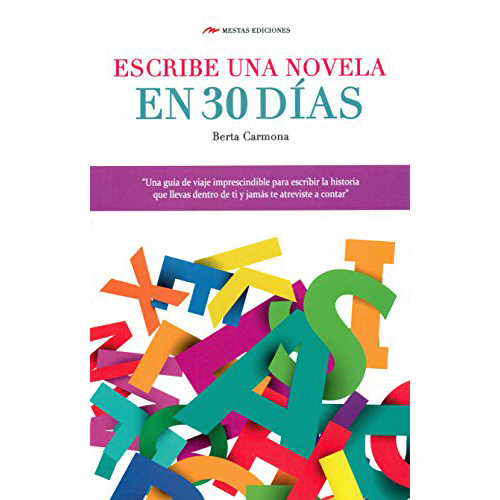 MESTAS EDICIONES
ESCRIBE UNA NOVELA
EN 30 DÍAS
Berta Carmona
"Una guía de viaje imprescindible para escribir la historia
que llevas dentro de ti y jamás te atreviste a contar"